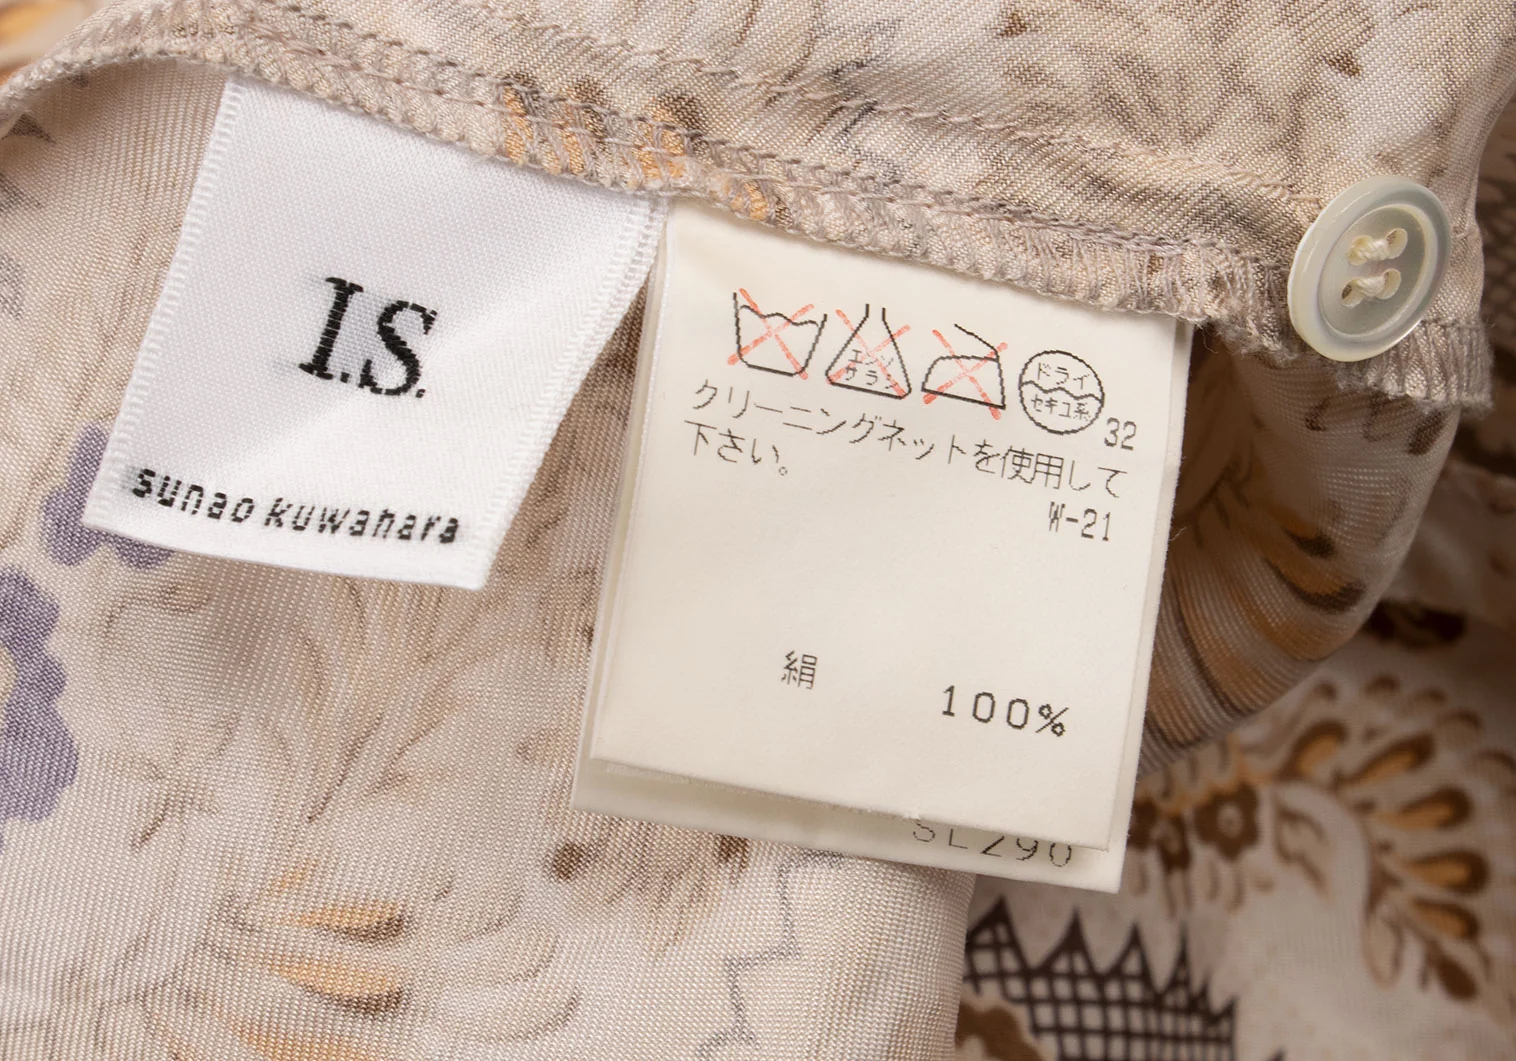 I.S.
sunao kuwahara
エンソ
サラシ
ドライ
セキユ系
32
クリーニングネットを使用して
下さい。
W-21
絹 100%
SL290